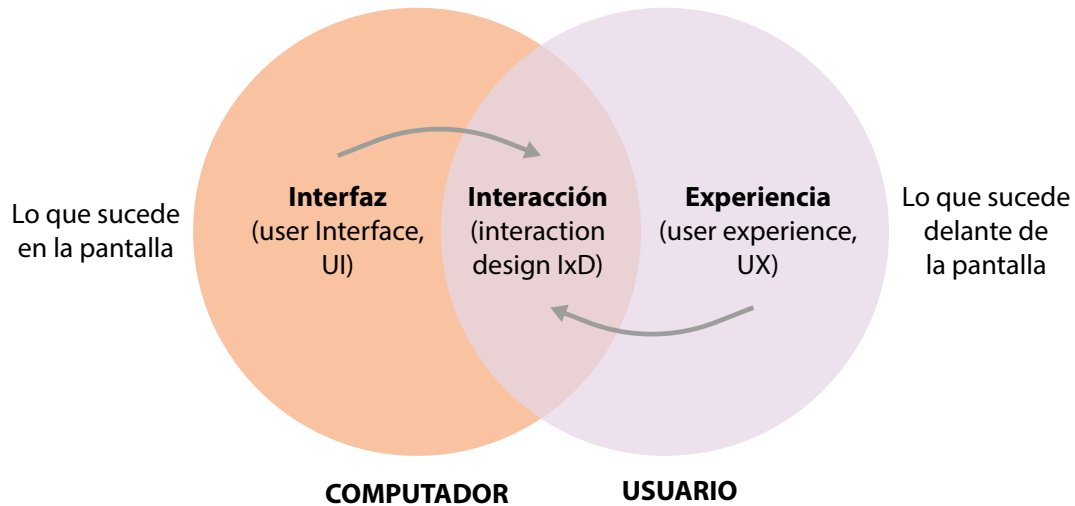 Lo que sucede
en la pantalla
Interfaz
(user Interface,
UI)
Interacción
(interaction
design IxD)
Experiencia
(user experience,
UX)
Lo que sucede
delante de
la pantalla
COMPUTADOR
USUARIO